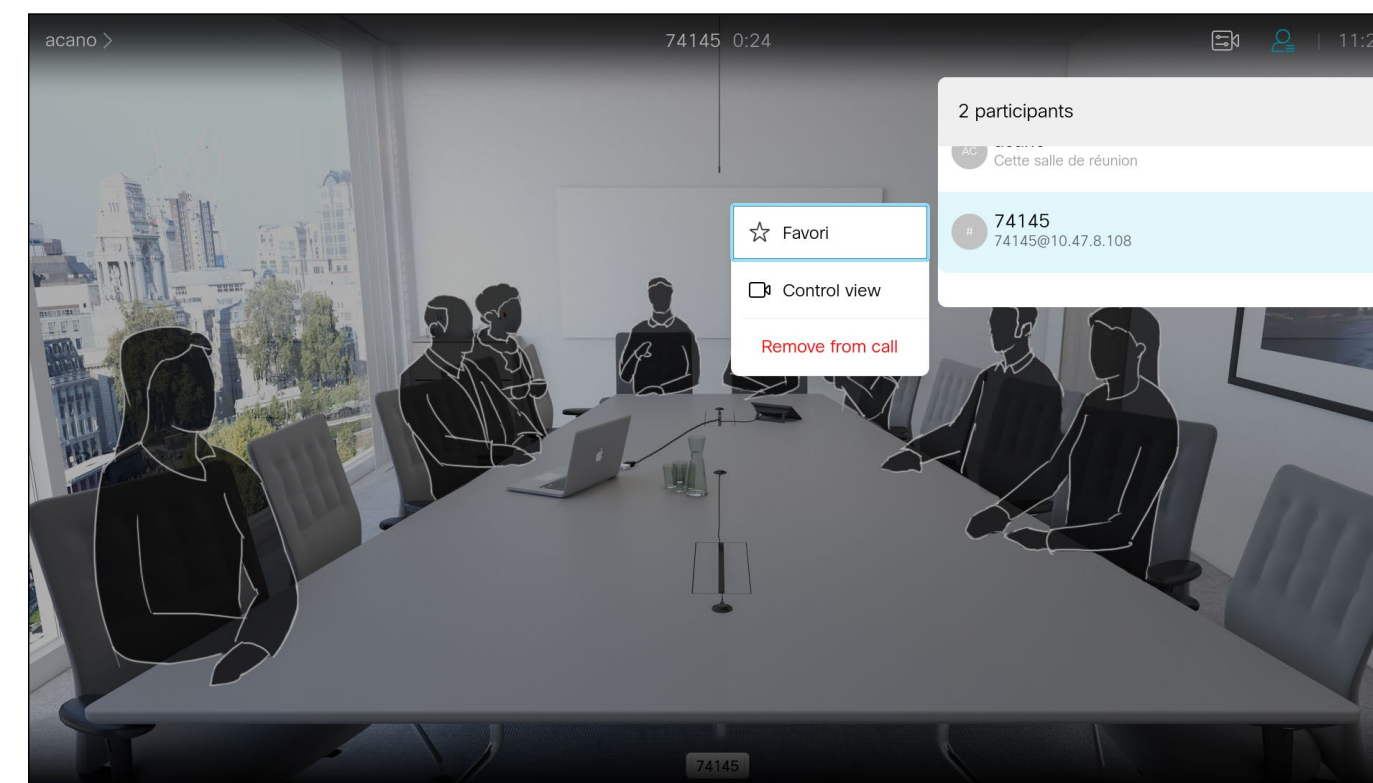 acano >
74145 0:24
11:2
2 participants
AC
Cette salle de réunion
#
74145
74145@10.47.8.108
Favori
Control view
Remove from call
74145